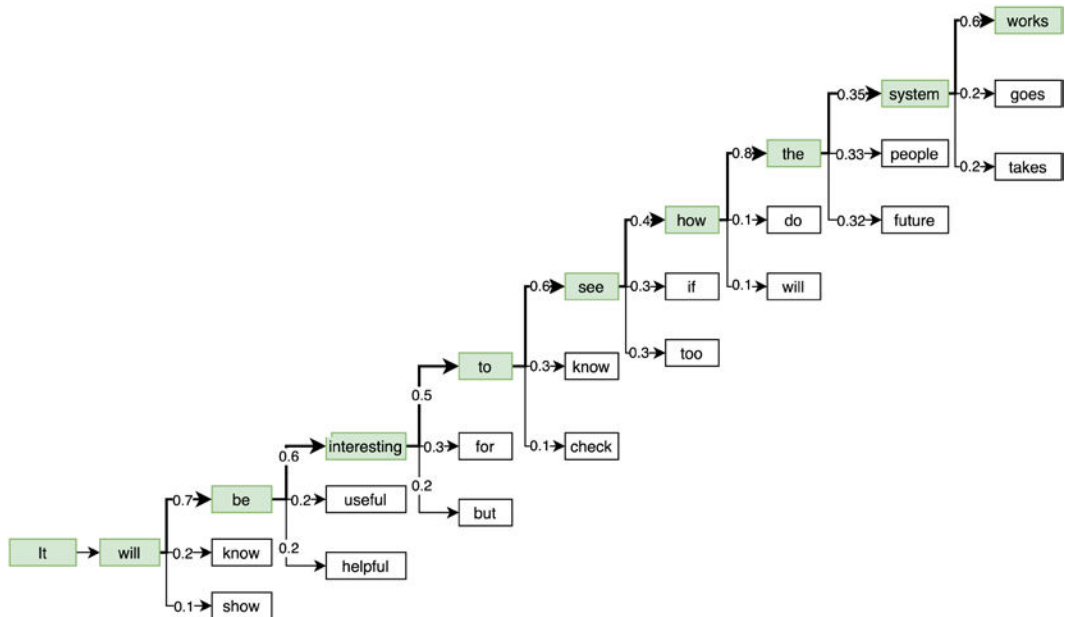 0.6 works
0.35 system 0.2 goes
0.8 the 0.33 people 0.2 takes
0.4 how 0.1 do 0.32 future
0.6 see 0.3 if 0.1 will
0.3 too
to 0.3 know
0.5
interesting 0.3 for 0.1 check
0.6
0.2
0.7 be 0.2 useful
but
It will 0.2 know 0.2 helpful
0.1 show